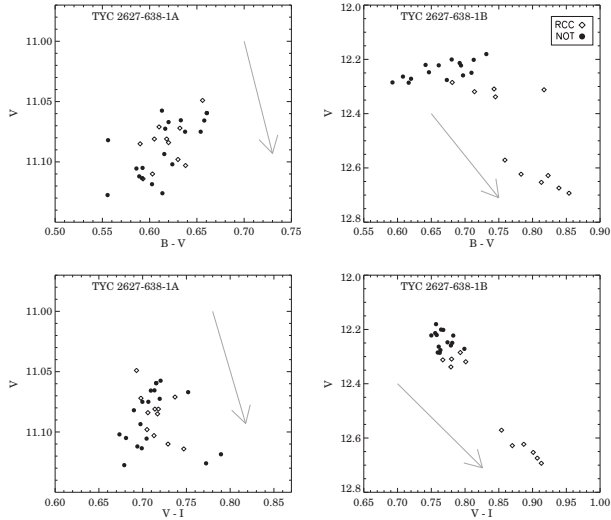 TYC 2627-638-1A
11.00
11.05
11.10
V
0.50 0.55 0.60 0.65 0.70 0.75
B - V
TYC 2627-638-1B
RCC
NOT
12.0
12.2
12.4
12.6
12.8
V
0.55 0.60 0.65 0.70 0.75 0.80 0.85 0.90
B - V
TYC 2627-638-1A
11.00
11.05
11.10
V
0.60 0.65 0.70 0.75 0.80 0.85
V - I
TYC 2627-638-1B
12.0
12.2
12.4
12.6
12.8
V
0.65 0.70 0.75 0.80 0.85 0.90 0.95 1.00
V - I